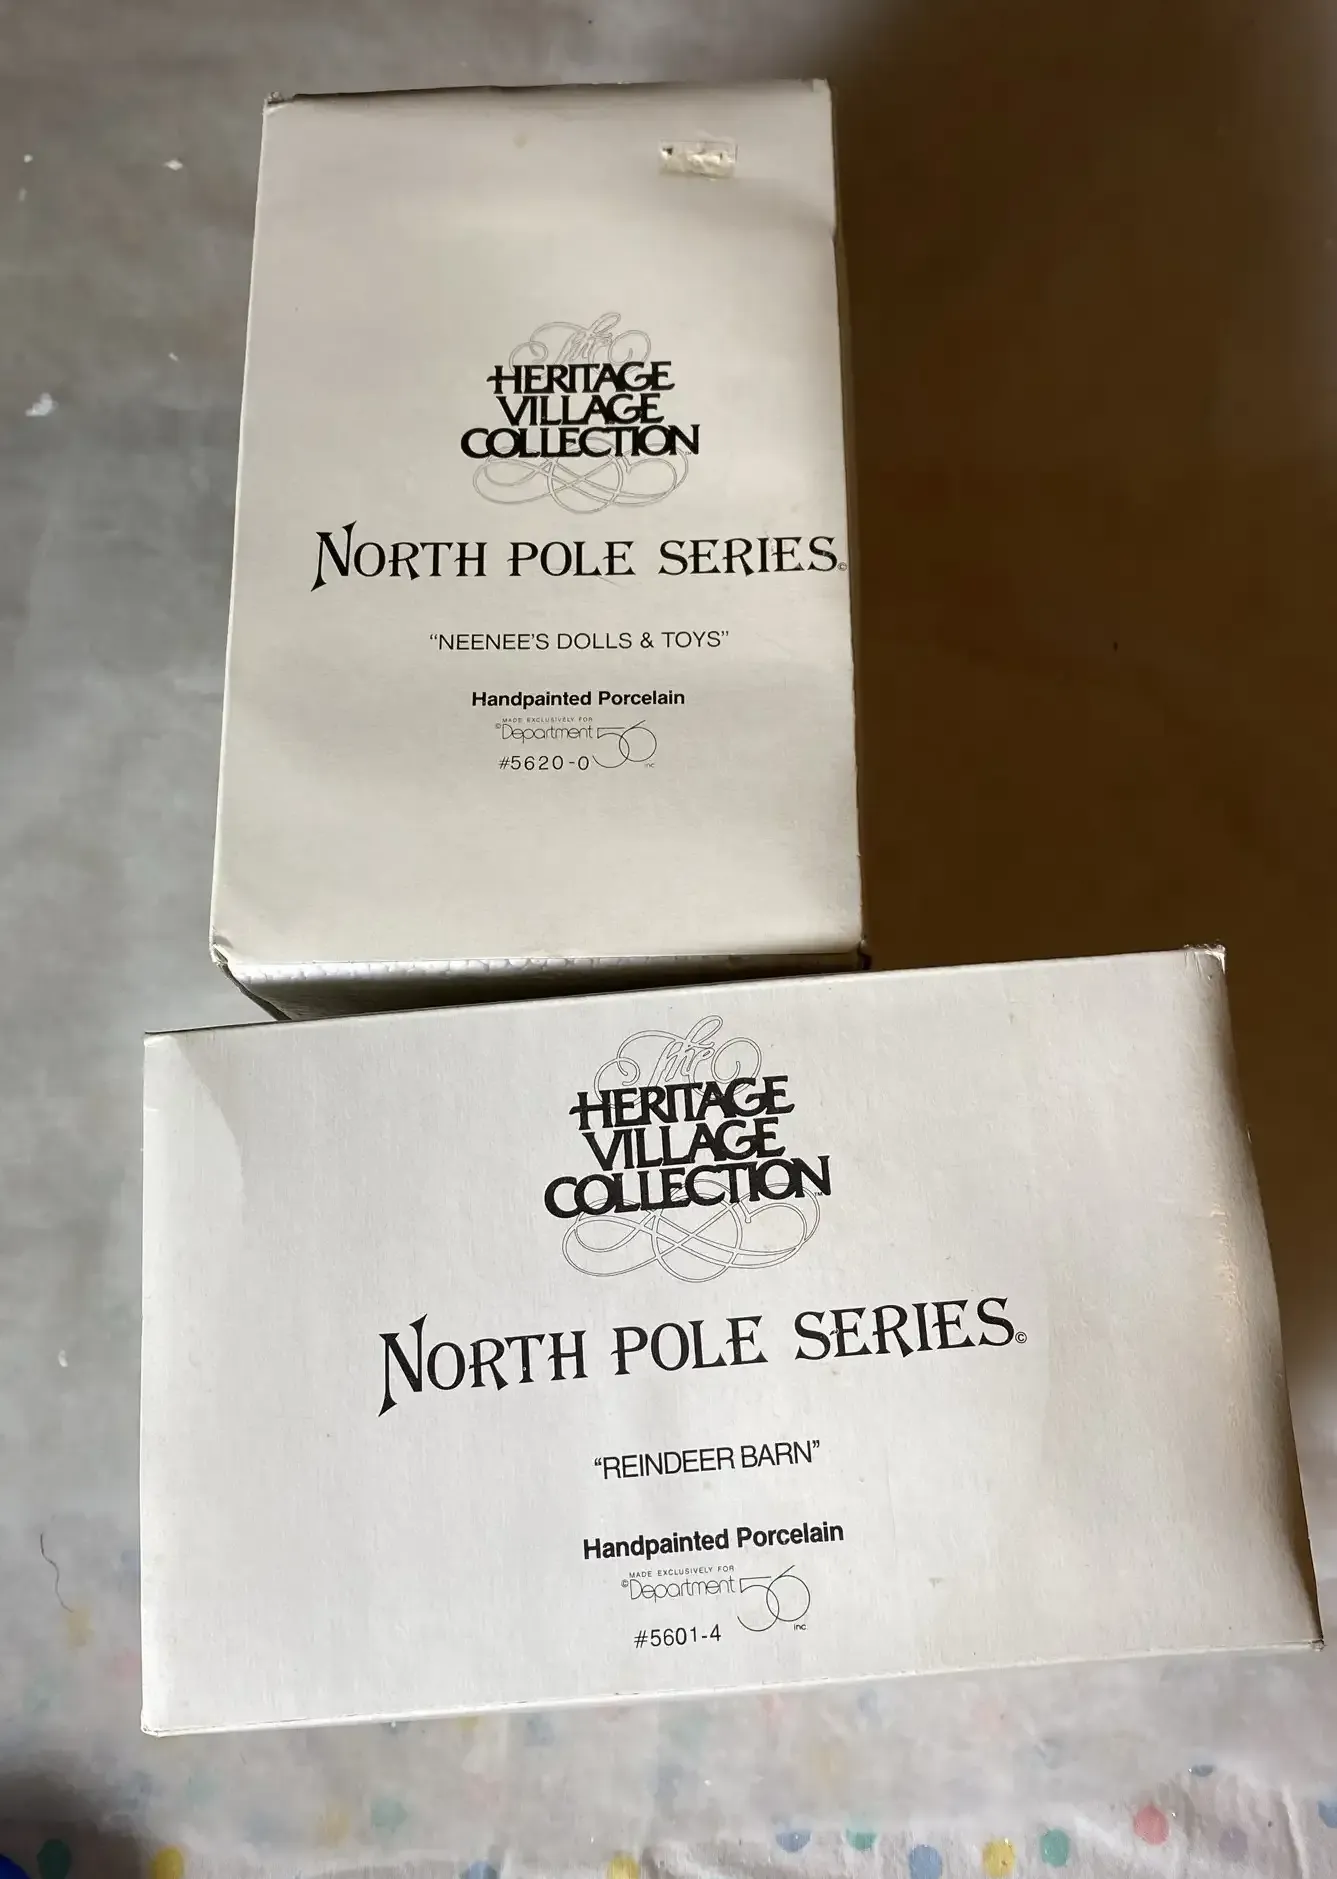 The
HERITAGE
VILLAGE
COLLECTION
NORTH POLE SERIES©
“NEENEE'S DOLLS & TOYS”
Handpainted Porcelain
MADE EXCLUSIVELY FOR
©Department 56
#5620-0 inc
The
HERITAGE
VILLAGE
COLLECTION™
NORTH POLE SERIES©
“REINDEER BARN”
Handpainted Porcelain
MADE EXCLUSIVELY FOR
©Department 56
#5601-4 inc.